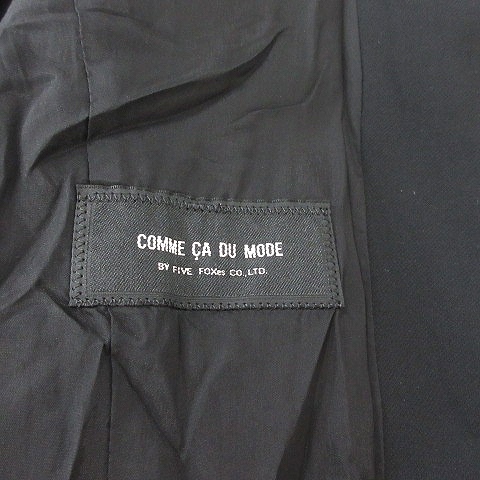 COMME ÇA DU MODE
BY FIVE FOXes CO.,LTD.